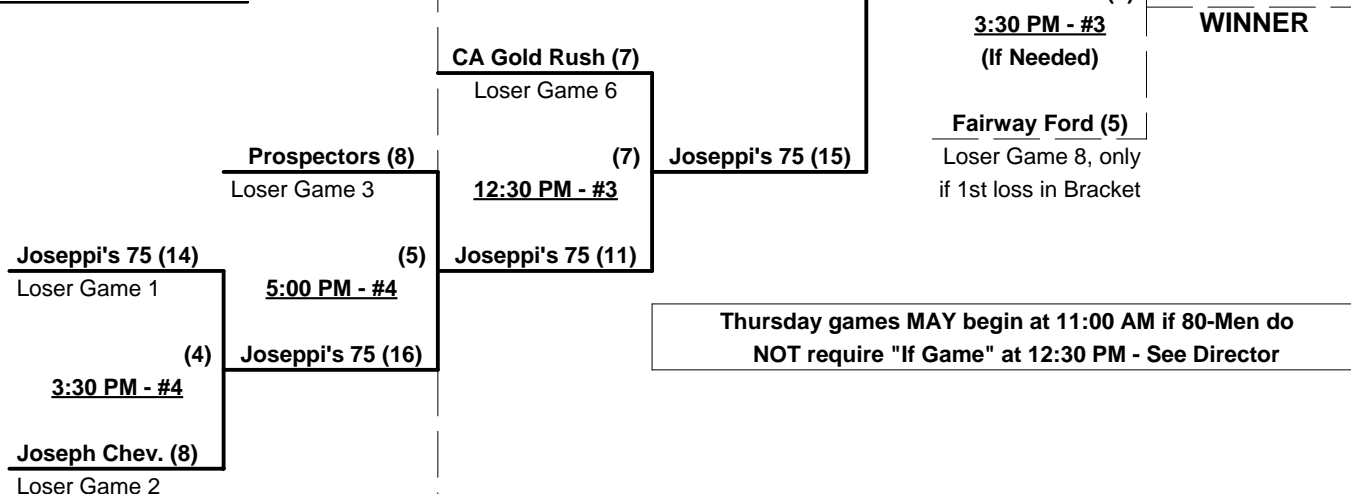 3:30 PM - #3
WINNER
CA Gold Rush (7)
(If Needed)
Loser Game 6
Fairway Ford (5)
Prospectors (8)
(7)
Joseppi's 75 (15)
Loser Game 8, only
Loser Game 3
12:30 PM - #3
if 1st loss in Bracket
Joseppi's 75 (14)
(5)
Joseppi's 75 (11)
Loser Game 1
5:00 PM - #4
Thursday games MAY begin at 11:00 AM if 80-Men do
NOT require "If Game" at 12:30 PM - See Director
(4)
Joseppi's 75 (16)
3:30 PM - #4
Joseph Chev. (8)
Loser Game 2